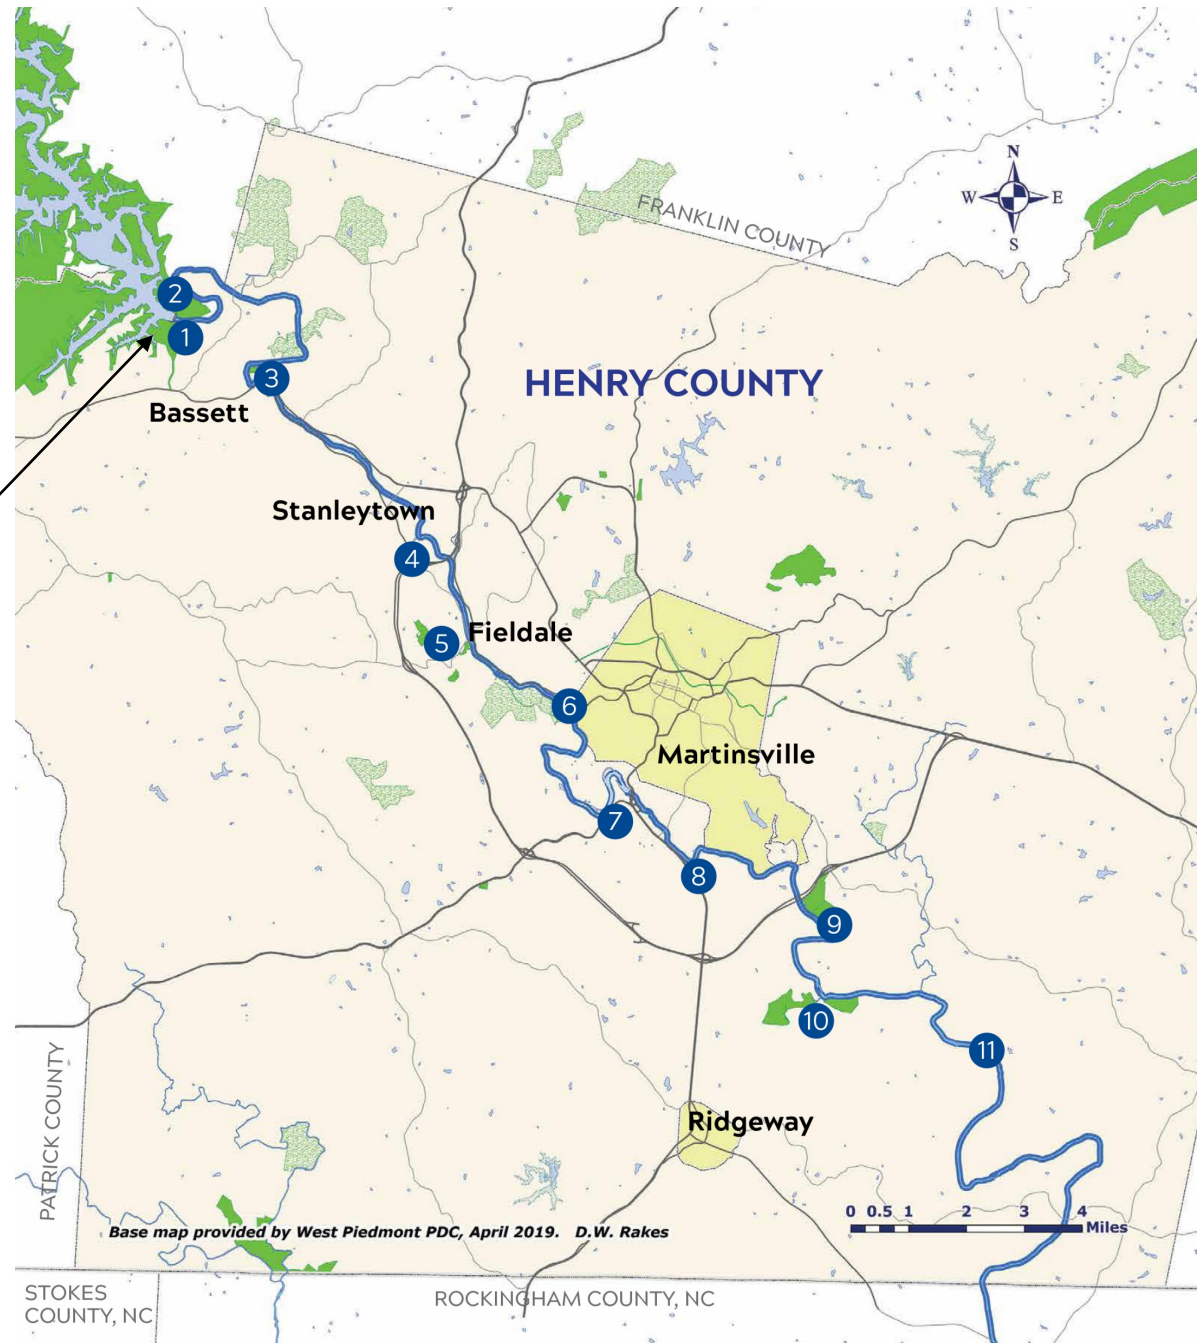 N
W E
S
FRANKLIN COUNTY
2
1
HENRY COUNTY
3
Bassett
Stanleytown
4
Fieldale
5
6
Martinsville
7
8
9
10
11
PATRICK COUNTY
Ridgeway
0 0.5 1 2 3 4
Miles
Base map provided by West Piedmont PDC, April 2019. D.W. Rakes
STOKES
COUNTY, NC
ROCKINGHAM COUNTY, NC